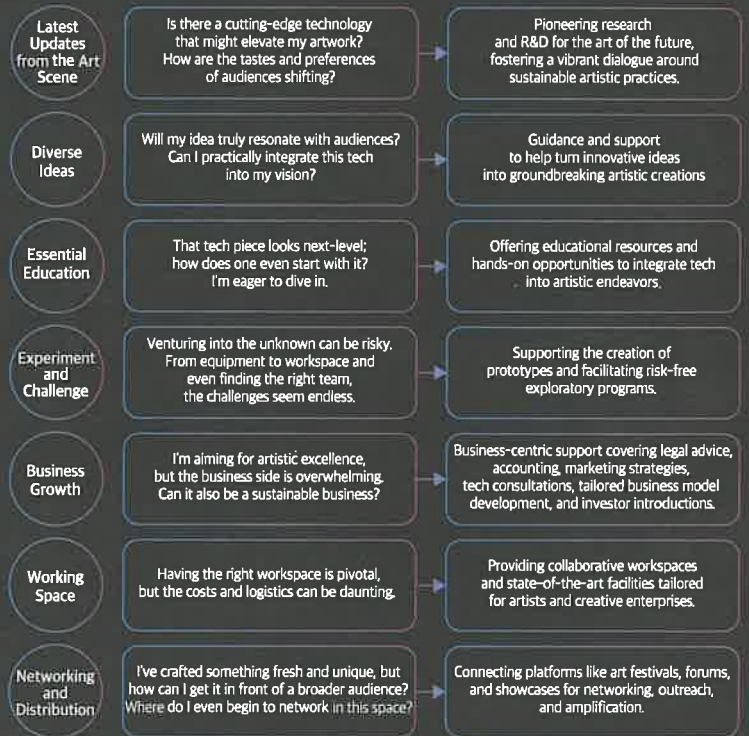 Latest
Updates
from the Art
Scene
Is there a cutting-edge technology
that might elevate my artwork?
How are the tastes and preferences
of audiences shifting?
Pioneering research
and R&D for the art of the future,
fostering a vibrant dialogue around
sustainable artistic practices.
Diverse
Ideas
Will my idea truly resonate with audiences?
Can I practically integrate this tech
into my vision?
Guidance and support
to help turn innovative ideas
into groundbreaking artistic creations
Essential
Education
That tech piece looks next-level;
how does one even start with it?
I'm eager to dive in.
Offering educational resources and
hands-on opportunities to integrate tech
into artistic endeavors.
Experiment
and
Challenge
Venturing into the unknown can be risky.
From equipment to workspace and
even finding the right team,
the challenges seem endless.
Supporting the creation of
prototypes and facilitating risk-free
exploratory programs.
Business
Growth
I'm aiming for artistic excellence,
but the business side is overwhelming.
Can it also be a sustainable business?
Business-centric support covering legal advice,
accounting, marketing strategies,
tech consultations, tailored business model
development, and investor introductions.
Working
Space
Having the right workspace is pivotal,
but the costs and logistics can be daunting.
Providing collaborative workspaces
and state-of-the-art facilities tailored
for artists and creative enterprises.
Networking
and
Distribution
I've crafted something fresh and unique, but
how can I get it in front of a broader audience?
Where do I even begin to network in this space?
Connecting platforms like art festivals, forums,
and showcases for networking, outreach,
and amplification.